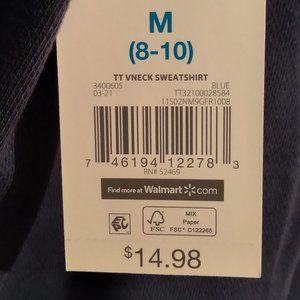 M
(8-10)
TT VNECK SWEATSHIRT
3400605 BLUE
03-21 TT32100028584
11502NM9GFR1008
7 46194 12278 3
RN# 52469
Find more at Walmart.com
MIX
Paper
FSC
FSC® C122265
$14.98